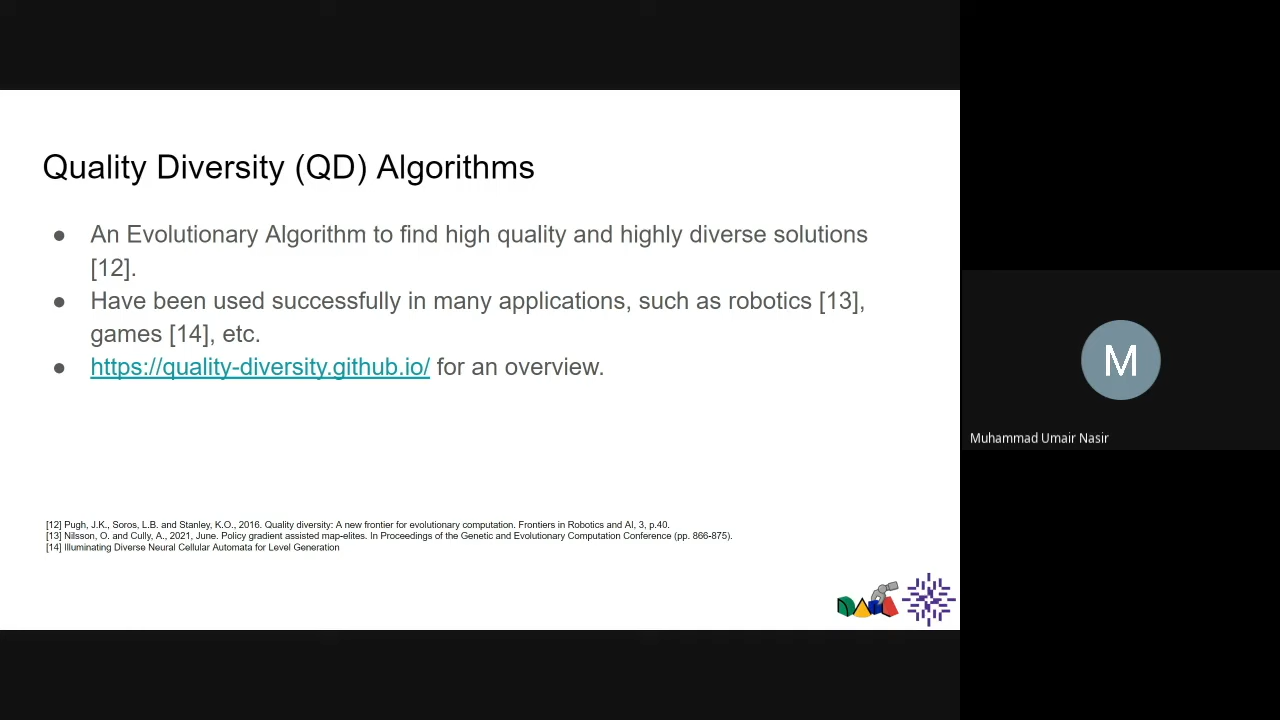 Quality Diversity (QD) Algorithms
● An Evolutionary Algorithm to find high quality and highly diverse solutions
[12].
● Have been used successfully in many applications, such as robotics [13],
games [14], etc.
● https://quality-diversity.github.io/ for an overview.
[12] Pugh, J.K., Soros, L.B. and Stanley, K.O., 2016. Quality diversity: A new frontier for evolutionary computation. Frontiers in Robotics and AI, 3, p.40.
[13] Nilsson, O. and Cully, A., 2021, June. Policy gradient assisted map-elites. In Proceedings of the Genetic and Evolutionary Computation Conference (pp. 866-875).
[14] Illuminating Diverse Neural Cellular Automata for Level Generation
M
Muhammad Umair Nasir